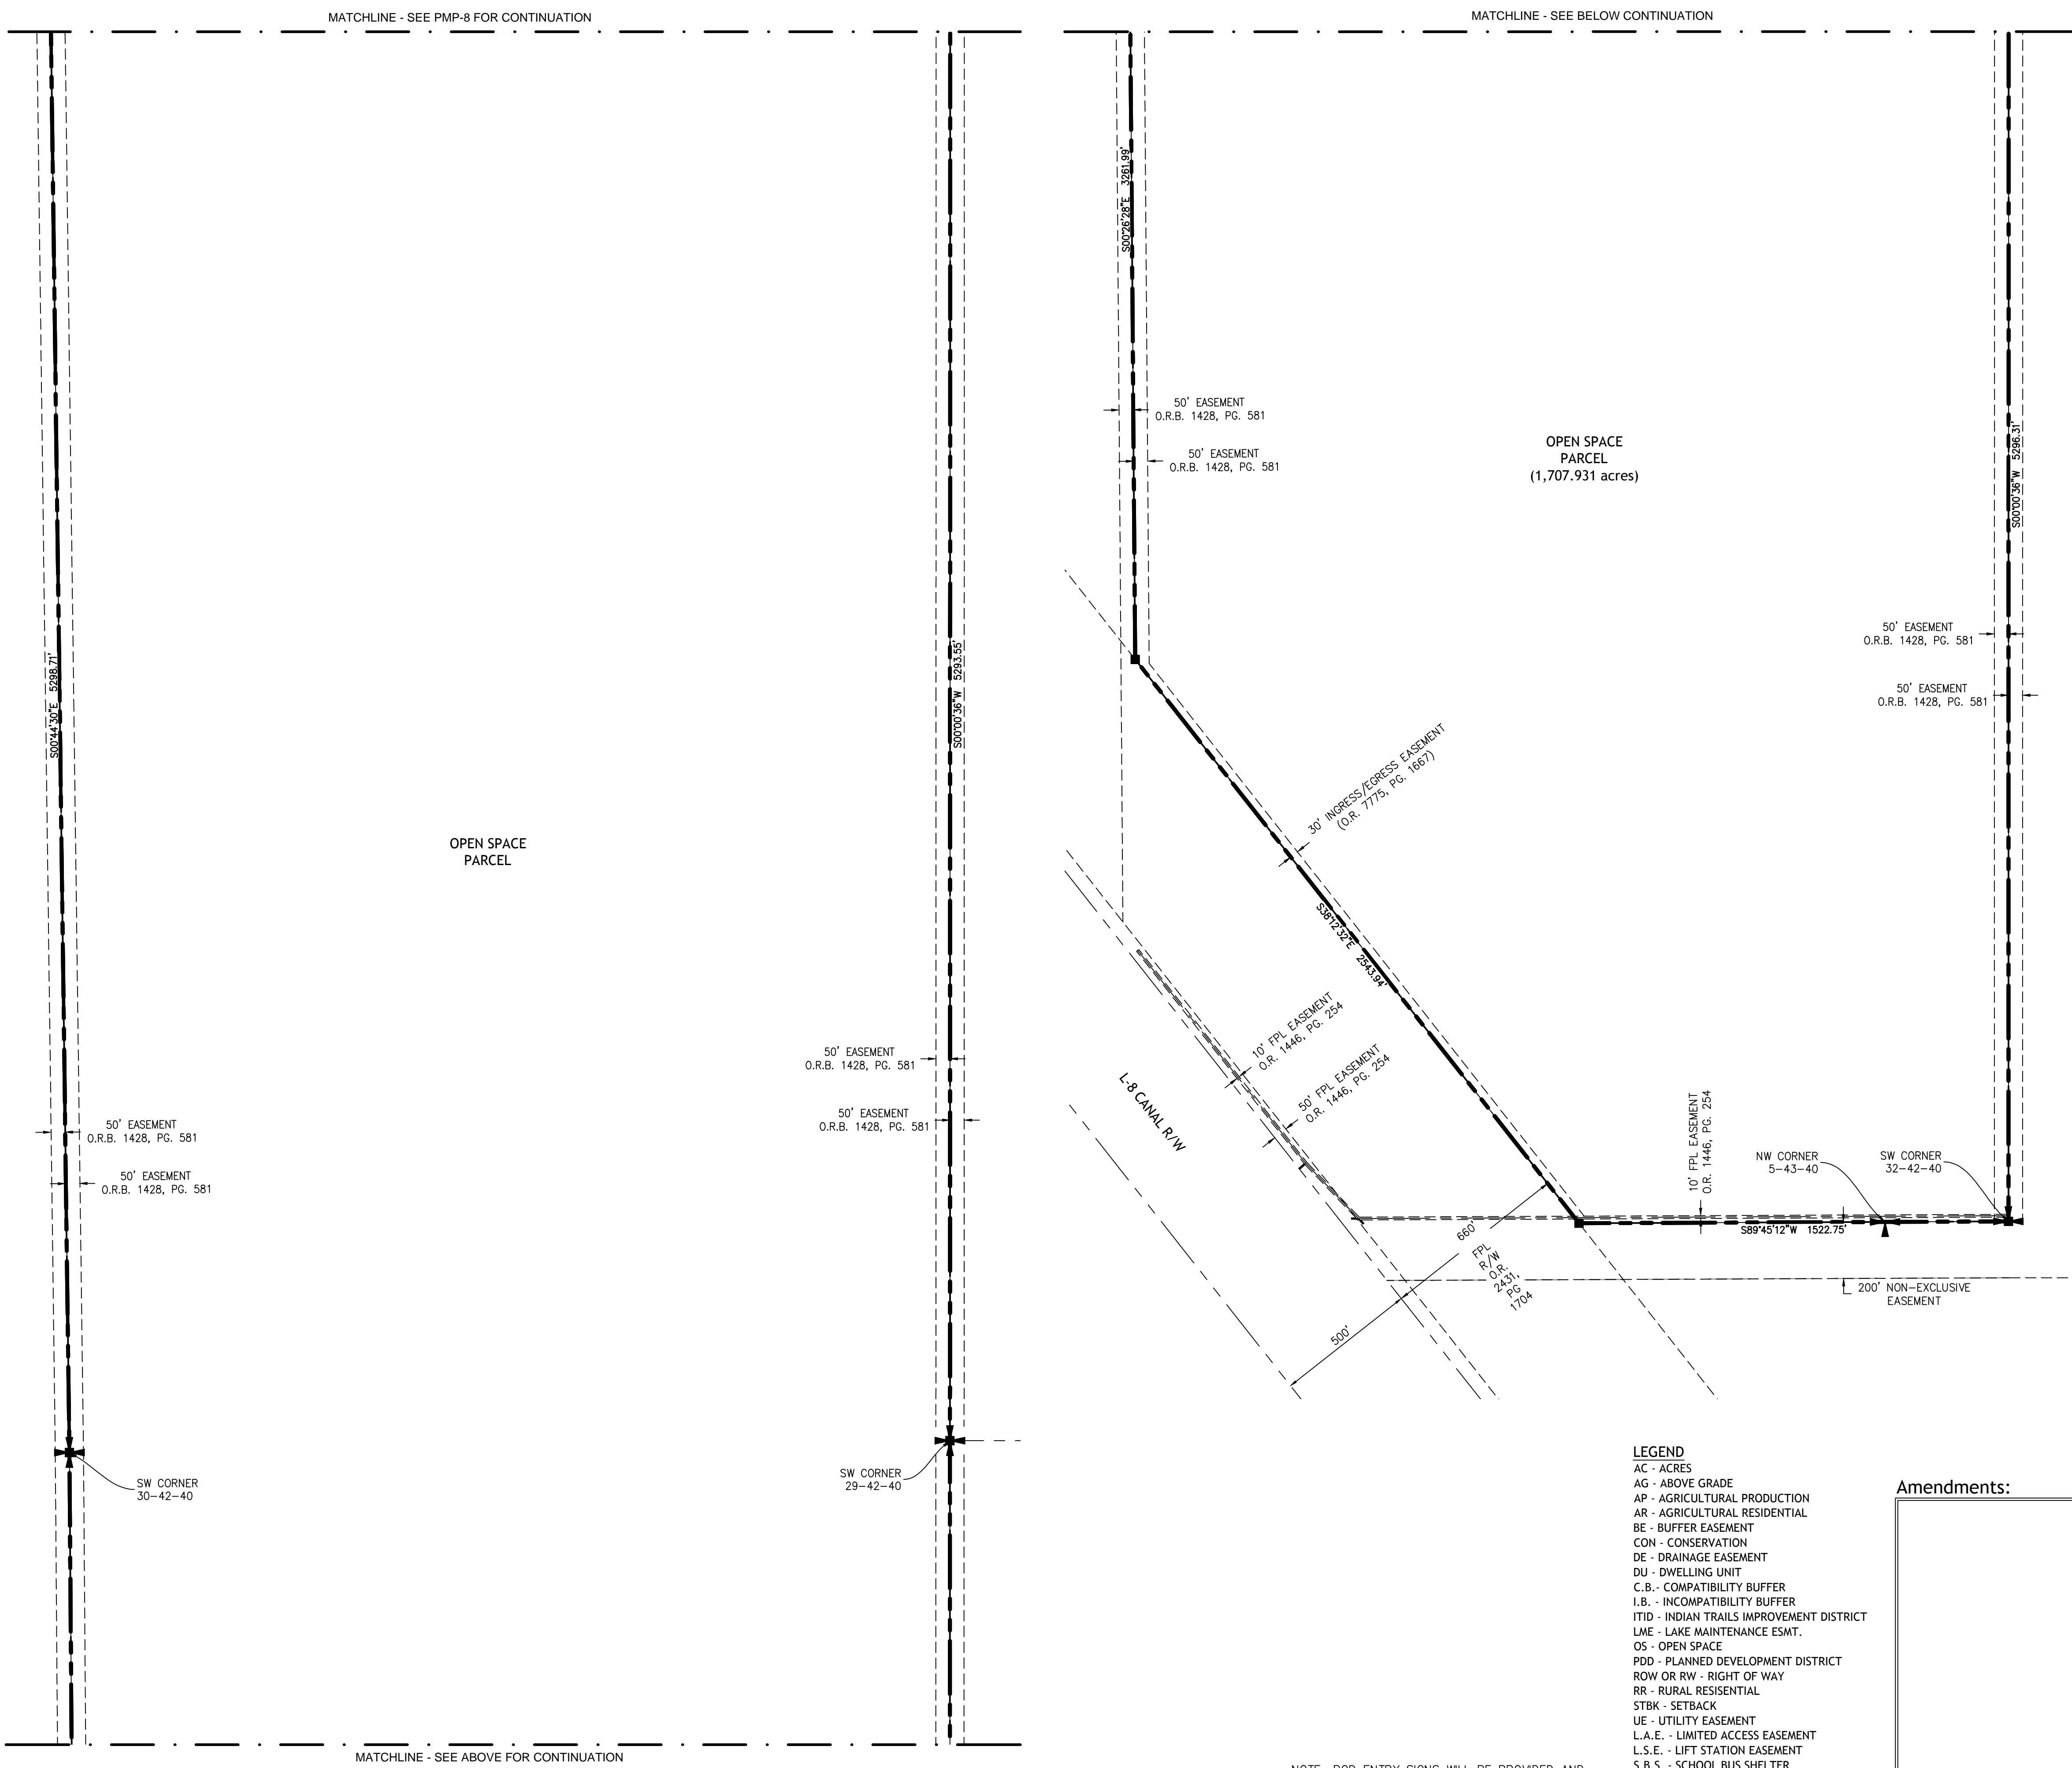 MATCHLINE - SEE PMP-8 FOR CONTINUATION
S00°44'30"E 5298.71'
S00°00'36"W 5293.55'
OPEN SPACE
PARCEL
50' EASEMENT
O.R.B. 1428, PG. 581
50' EASEMENT
O.R.B. 1428, PG. 581
50' EASEMENT
O.R.B. 1428, PG. 581
50' EASEMENT
O.R.B. 1428, PG. 581
SW CORNER
30-42-40
SW CORNER
29-42-40
MATCHLINE - SEE ABOVE FOR CONTINUATION
MATCHLINE - SEE BELOW CONTINUATION
S00°26'28"E 3261.99'
50' EASEMENT
O.R.B. 1428, PG. 581
50' EASEMENT
O.R.B. 1428, PG. 581
OPEN SPACE
PARCEL
(1,707.931 acres)
S00°00'36"W 5296.31'
50' EASEMENT
O.R.B. 1428, PG. 581
50' EASEMENT
O.R.B. 1428, PG. 581
30' INGRESS/EGRESS EASEMENT
(O.R. 7775, PG. 1667)
S38°12'32"E 2543.94'
10' FPL EASEMENT
O.R. 1446, PG. 254
50' FPL EASEMENT
O.R. 1446, PG. 254
L-8 CANAL R/W
10' FPL EASEMENT
O.R. 1446, PG. 254
NW CORNER
5-43-40
SW CORNER
32-42-40
S89°45'12"W 1522.75'
660'
FPL
R/W
O.R.
2431,
PG
1704
500'
200' NON-EXCLUSIVE
EASEMENT
LEGEND
AC - ACRES
AG - ABOVE GRADE
AP - AGRICULTURAL PRODUCTION
AR - AGRICULTURAL RESIDENTIAL
BE - BUFFER EASEMENT
CON - CONSERVATION
DE - DRAINAGE EASEMENT
DU - DWELLING UNIT
C.B.- COMPATIBILITY BUFFER
I.B. - INCOMPATIBILITY BUFFER
ITID - INDIAN TRAILS IMPROVEMENT DISTRICT
LME - LAKE MAINTENANCE ESMT.
OS - OPEN SPACE
PDD - PLANNED DEVELOPMENT DISTRICT
ROW OR RW - RIGHT OF WAY
RR - RURAL RESISENTIAL
STBK - SETBACK
UE - UTILITY EASEMENT
L.A.E. - LIMITED ACCESS EASEMENT
L.S.E. - LIFT STATION EASEMENT
S.B.S. - SCHOOL BUS SHELTER
Amendments:
NOTE: POD ENTRY SIGNS WILL BE PROVIDED AND